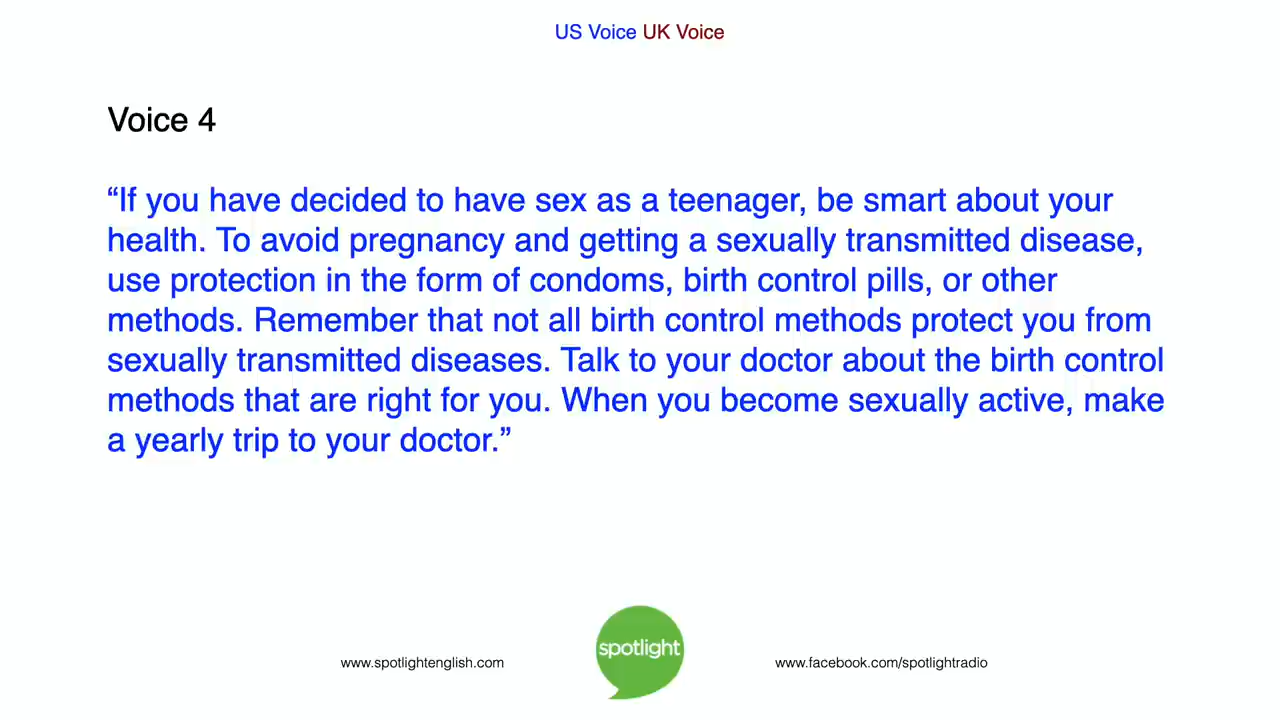 US Voice UK Voice
Voice 4
“If you have decided to have sex as a teenager, be smart about your
health. To avoid pregnancy and getting a sexually transmitted disease,
use protection in the form of condoms, birth control pills, or other
methods. Remember that not all birth control methods protect you from
sexually transmitted diseases. Talk to your doctor about the birth control
methods that are right for you. When you become sexually active, make
a yearly trip to your doctor.”
spotlight
www.spotlightenglish.com
www.facebook.com/spotlightradio